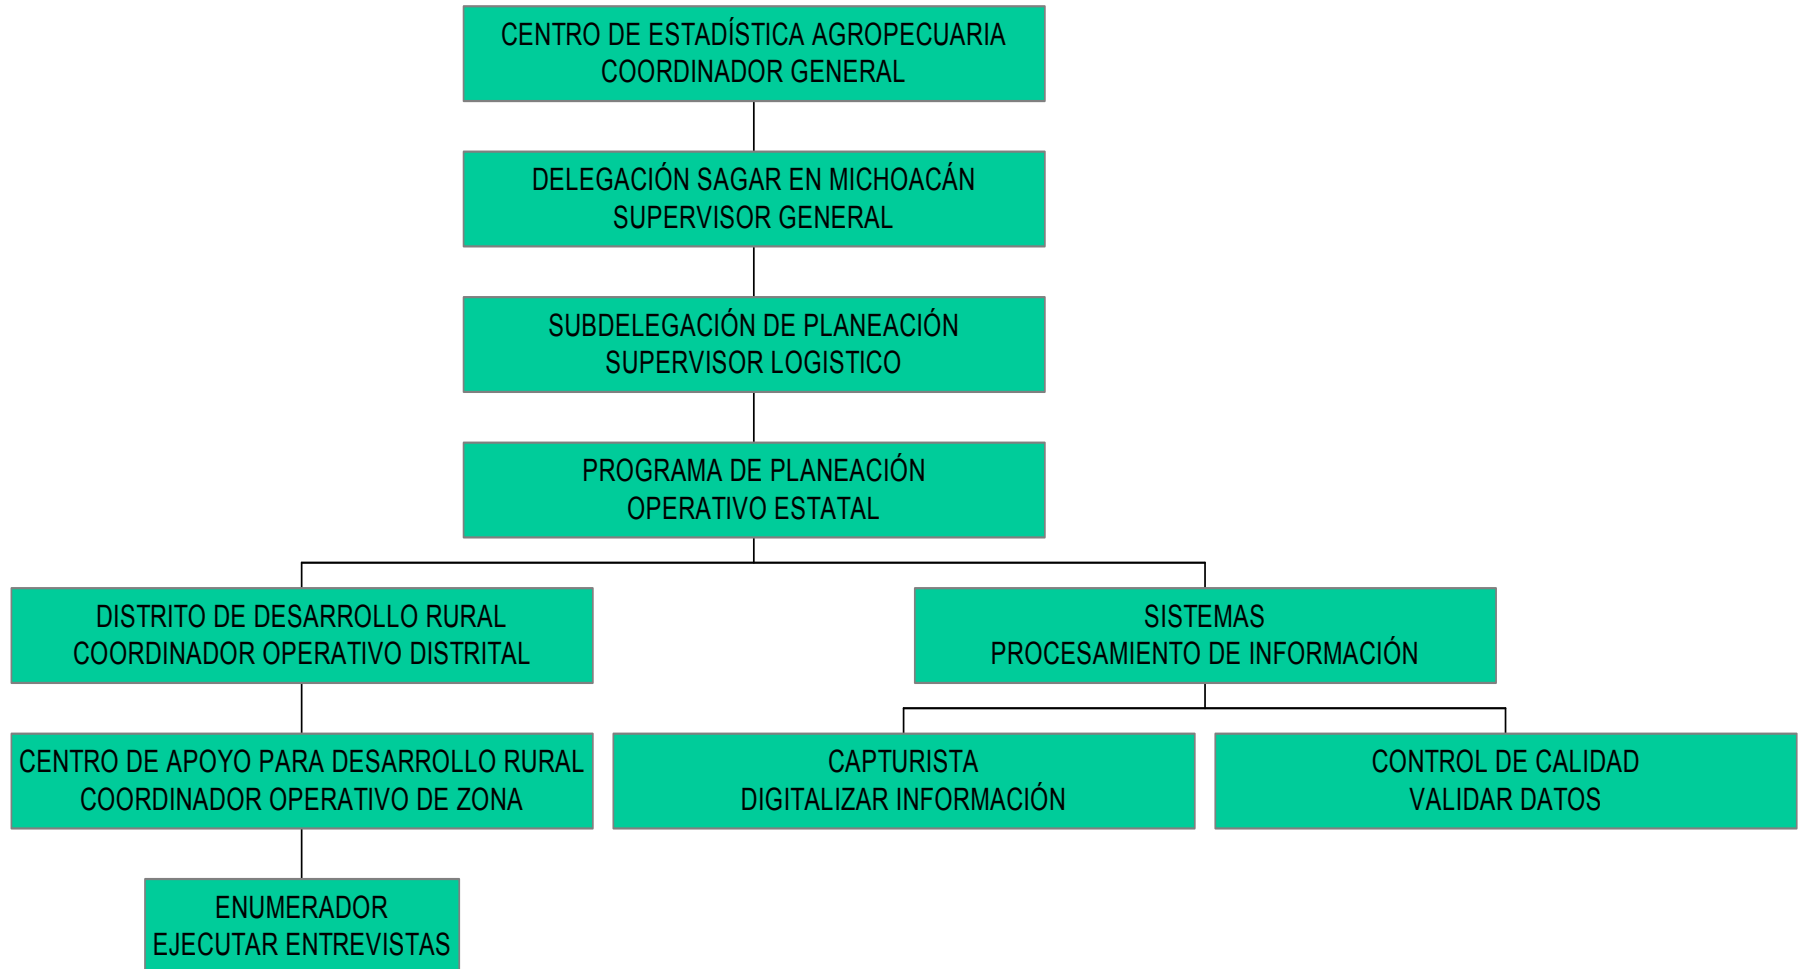 CENTRO DE ESTADÍSTICA AGROPECUARIA
COORDINADOR GENERAL
DELEGACIÓN SAGAR EN MICHOACÁN
SUPERVISOR GENERAL
SUBDELEGACIÓN DE PLANEACIÓN
SUPERVISOR LOGISTICO
PROGRAMA DE PLANEACIÓN
OPERATIVO ESTATAL
DISTRITO DE DESARROLLO RURAL
COORDINADOR OPERATIVO DISTRITAL
SISTEMAS
PROCESAMIENTO DE INFORMACIÓN
CENTRO DE APOYO PARA DESARROLLO RURAL
COORDINADOR OPERATIVO DE ZONA
CAPTURISTA
DIGITALIZAR INFORMACIÓN
CONTROL DE CALIDAD
VALIDAR DATOS
ENUMERADOR
EJECUTAR ENTREVISTAS